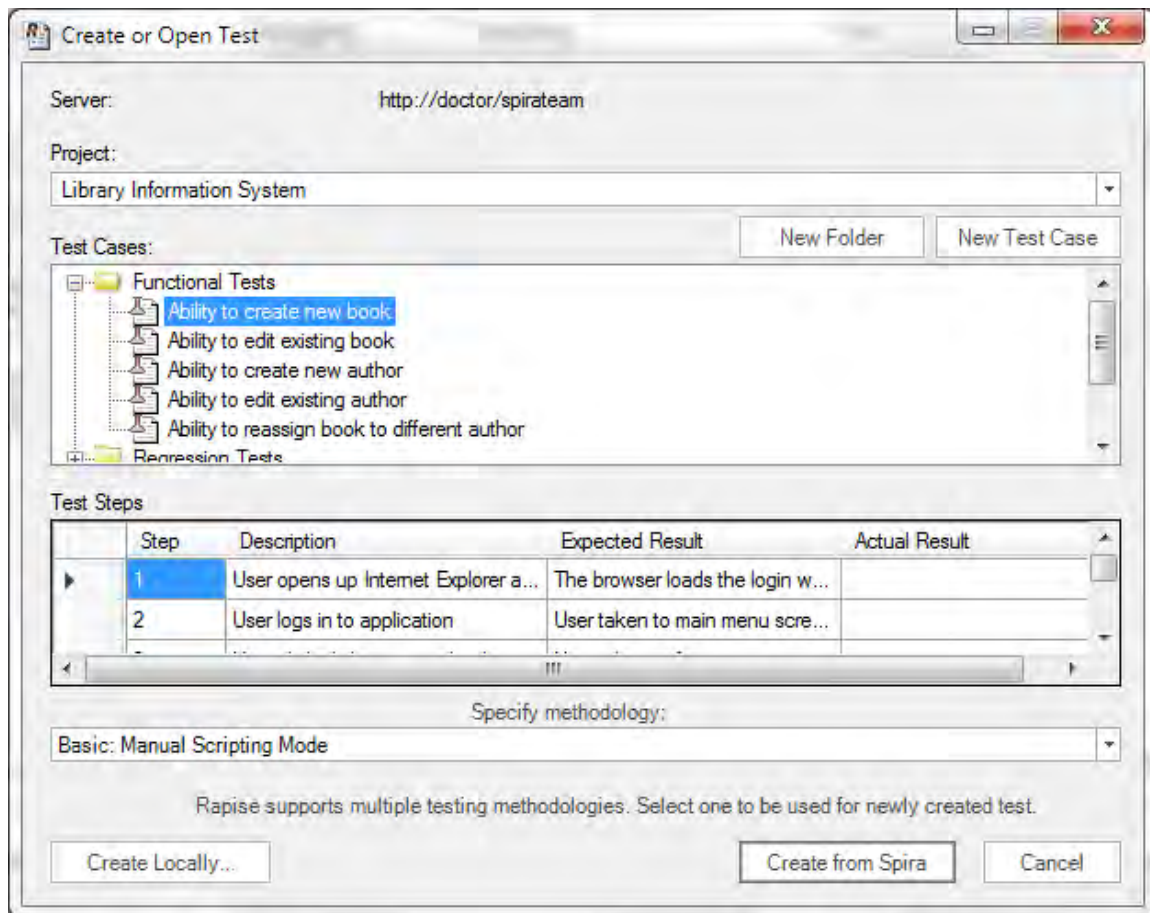 Create or Open Test
Server: http://doctor/spirateam
Project:
Library Information System
New Folder New Test Case
Test Cases:
Functional Tests
Ability to create new book
Ability to edit existing book
Ability to create new author
Ability to edit existing author
Ability to reassign book to different author
Regression Tests
Test Steps
Step Description Expected Result Actual Result
1 User opens up Internet Explorer a... The browser loads the login w...
2 User logs in to application User taken to main menu scre...
Specify methodology:
Basic: Manual Scripting Mode
Rapise supports multiple testing methodologies. Select one to be used for newly created test.
Create Locally... Create from Spira Cancel